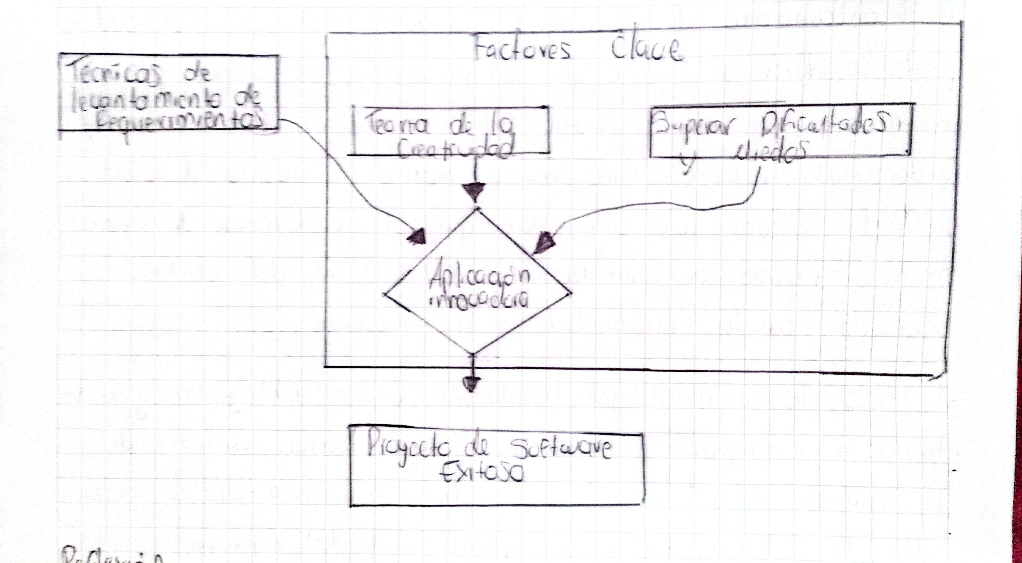 Factores Clave
Técnicas de
levantamiento de
Requerimientos
Teoria de la
Creatividad
Superar Dificultades
y Miedos
Aplicación
innovadora
Proyecto de Software
Exitoso